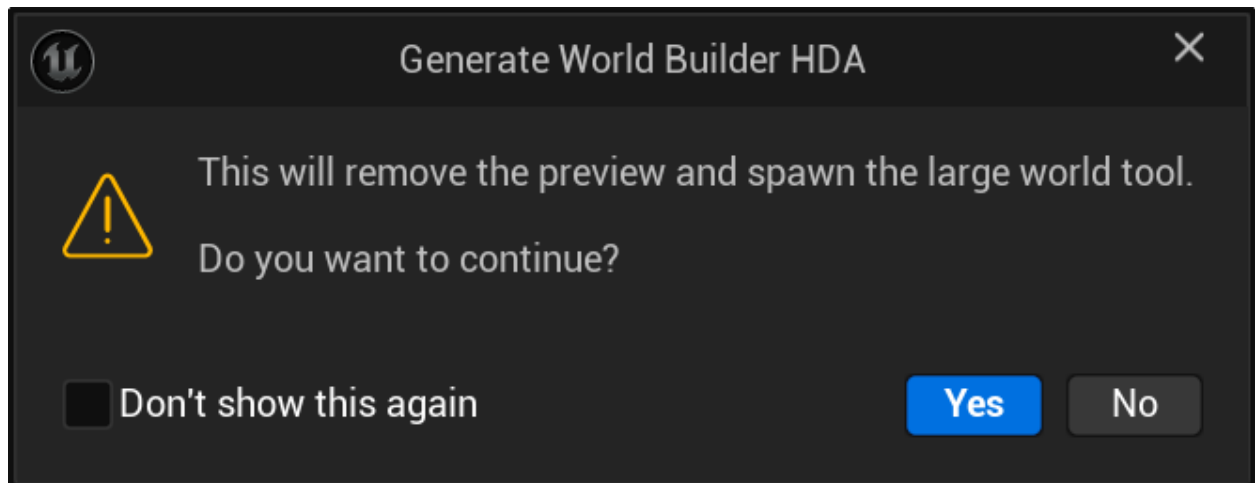 Generate World Builder HDA
This will remove the preview and spawn the large world tool.
Do you want to continue?
Don't show this again
Yes
No